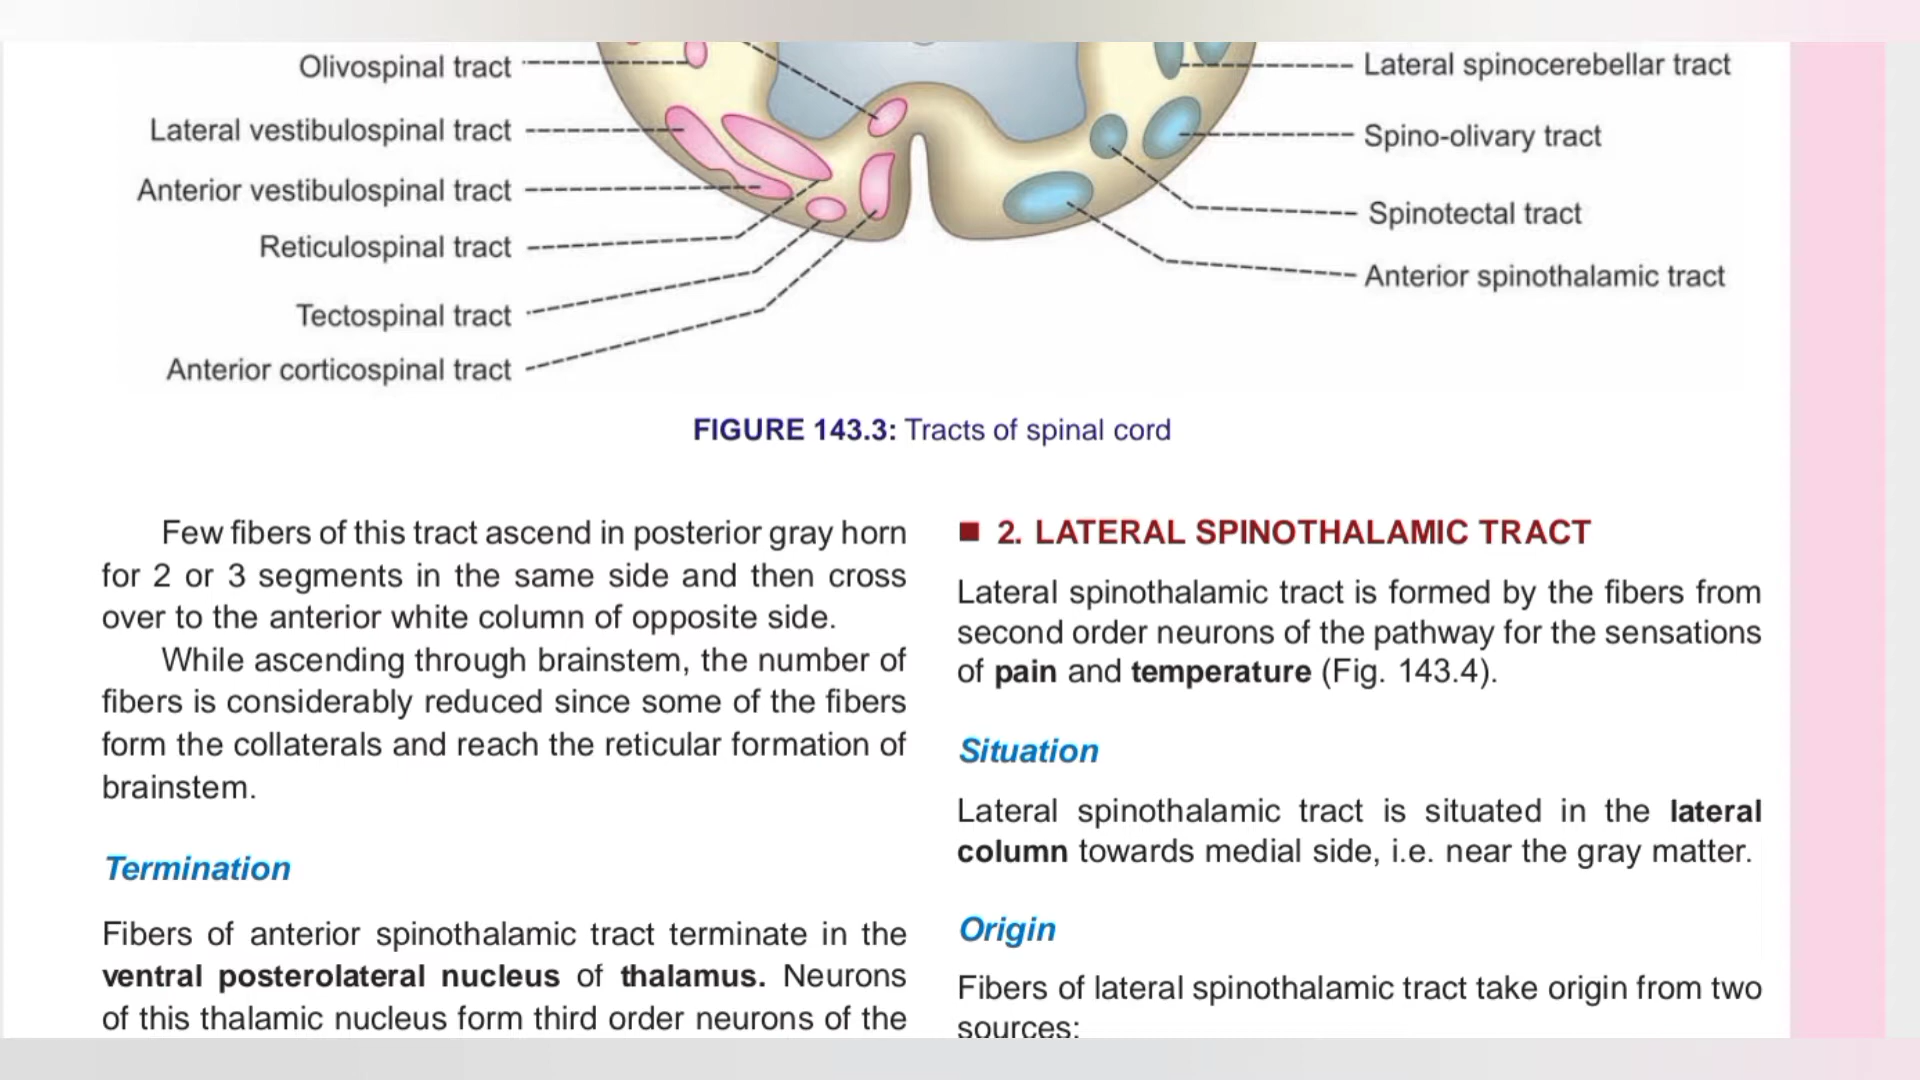 Olivospinal tract
Lateral vestibulospinal tract
Anterior vestibulospinal tract
Reticulospinal tract
Tectospinal tract
Anterior corticospinal tract
Lateral spinocerebellar tract
Spino-olivary tract
Spinotectal tract
Anterior spinothalamic tract
FIGURE 143.3: Tracts of spinal cord
Few fibers of this tract ascend in posterior gray horn
for 2 or 3 segments in the same side and then cross
over to the anterior white column of opposite side.
While ascending through brainstem, the number of
fibers is considerably reduced since some of the fibers
form the collaterals and reach the reticular formation of
brainstem.
Termination
Fibers of anterior spinothalamic tract terminate in the
ventral posterolateral nucleus of thalamus. Neurons
of this thalamic nucleus form third order neurons of the
■ 2. LATERAL SPINOTHALAMIC TRACT
Lateral spinothalamic tract is formed by the fibers from
second order neurons of the pathway for the sensations
of pain and temperature (Fig. 143.4).
Situation
Lateral spinothalamic tract is situated in the lateral
column towards medial side, i.e. near the gray matter.
Origin
Fibers of lateral spinothalamic tract take origin from two
sources: